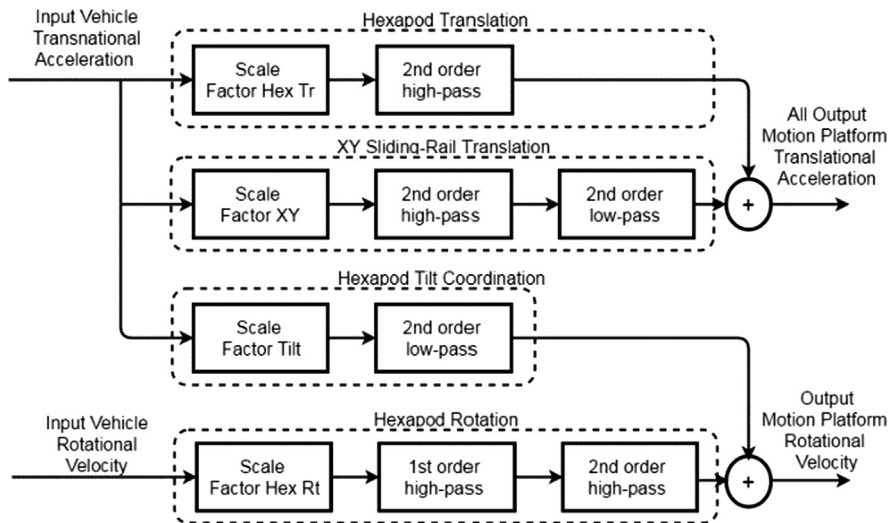 Input Vehicle
Transnational
Acceleration
Hexapod Translation
Scale
Factor Hex Tr
2nd order
high-pass
All Output
Motion Platform
Translational
Acceleration
XY Sliding-Rail Translation
Scale
Factor XY
2nd order
high-pass
2nd order
low-pass
+
Hexapod Tilt Coordination
Scale
Factor Tilt
2nd order
low-pass
Input Vehicle
Rotational
Velocity
Hexapod Rotation
Scale
Factor Hex Rt
1st order
high-pass
2nd order
high-pass
+
Output
Motion Platform
Rotational
Velocity